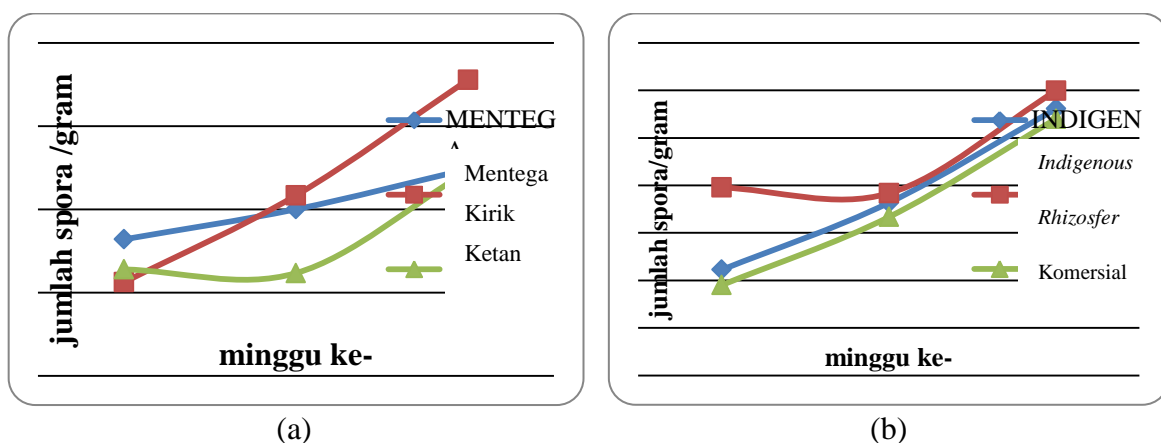 jumlah spora /gram
MENTEG
Mentega
Kirik
Ketan
minggu ke-
(a)
jumlah spora/gram
INDIGEN
Indigenous
Rhizosfer
Komersial
minggu ke-
(b)